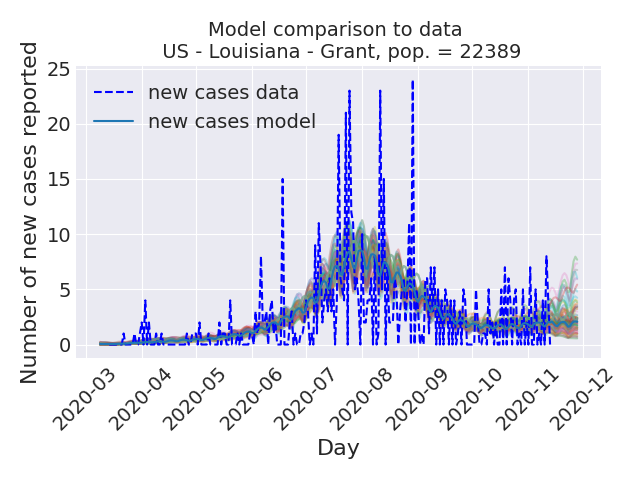 Model comparison to data
US - Louisiana - Grant, pop. = 22389
Number of new cases reported
25
20
15
10
5
0
new cases data
new cases model
2020-03
2020-04
2020-05
2020-06
2020-07
2020-08
2020-09
2020-10
2020-11
2020-12
Day